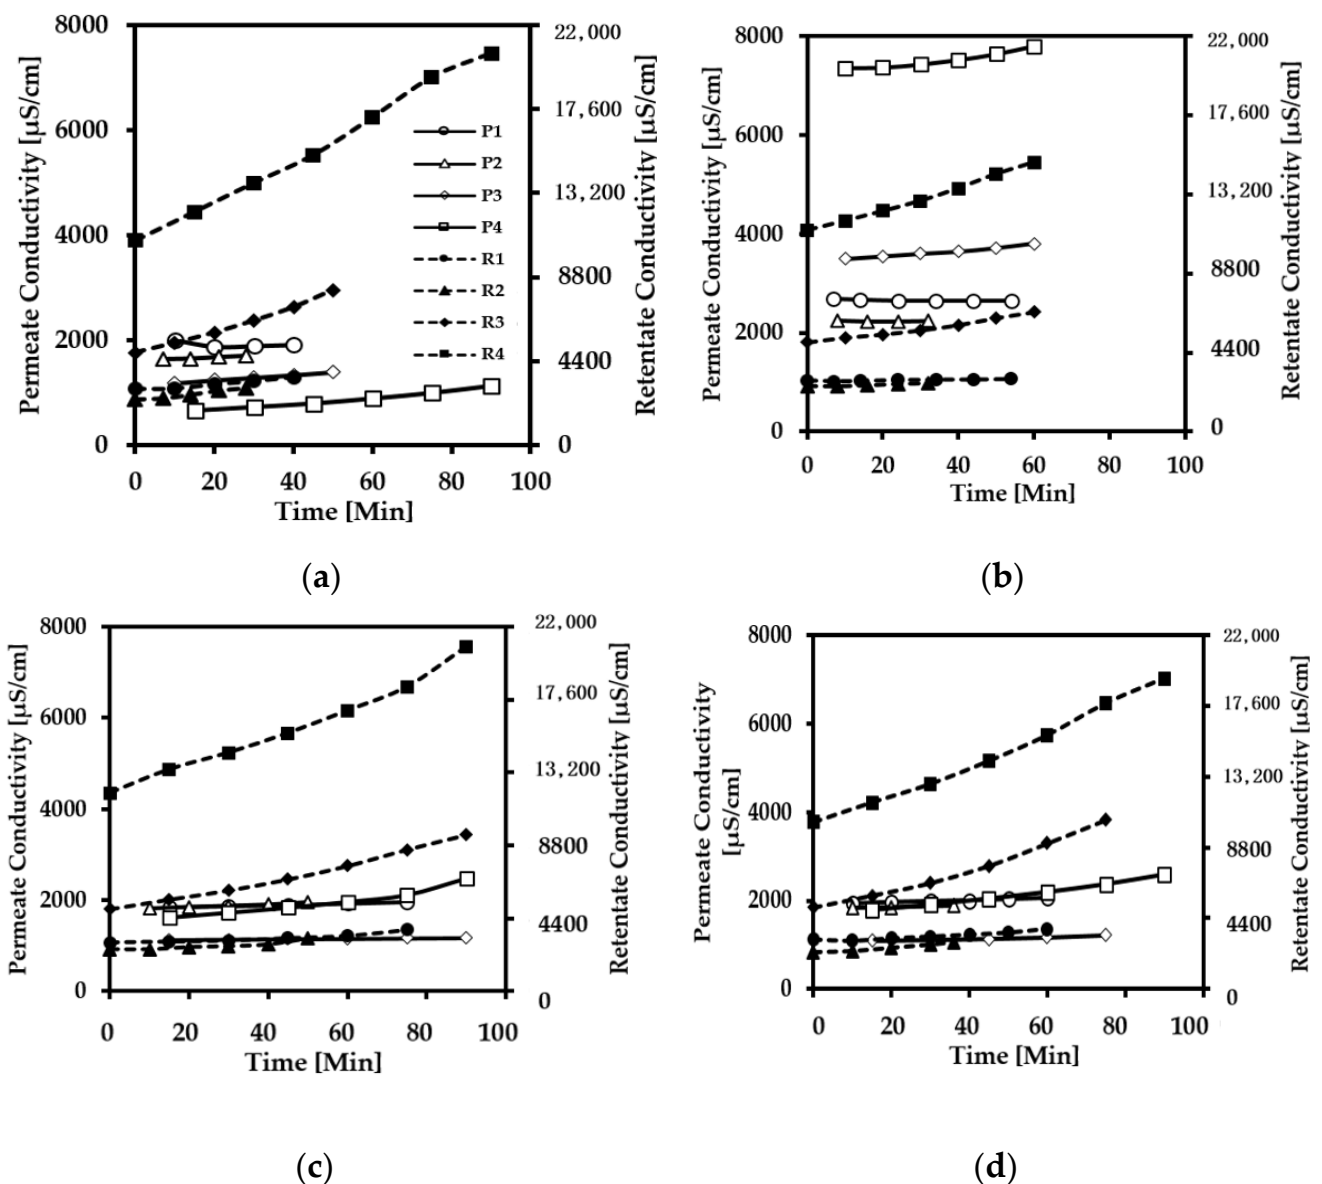 8000
6000
4000
2000
0
Permeate Conductivity [µS/cm]
22,000
17,600
13,200
8800
4400
0
Retentate Conductivity [µS/cm]
P1
P2
P3
P4
R1
R2
R3
R4
0 20 40 60 80 100
Time [Min]
(a)
8000
6000
4000
2000
0
Permeate Conductivity [µS/cm]
22,000
17,600
13,200
8800
4400
0
Retentate Conductivity [µS/cm]
0 20 40 60 80 100
Time [Min]
(b)
8000
6000
4000
2000
0
Permeate Conductivity [µS/cm]
22,000
17,600
13,200
8800
4400
0
Retentate Conductivity [µS/cm]
0 20 40 60 80 100
Time [Min]
(c)
8000
6000
4000
2000
0
Permeate Conductivity
[µS/cm]
22,000
17,600
13,200
8800
4400
0
Retentate Conductivity [µS/cm]
0 20 40 60 80 100
Time [Min]
(d)